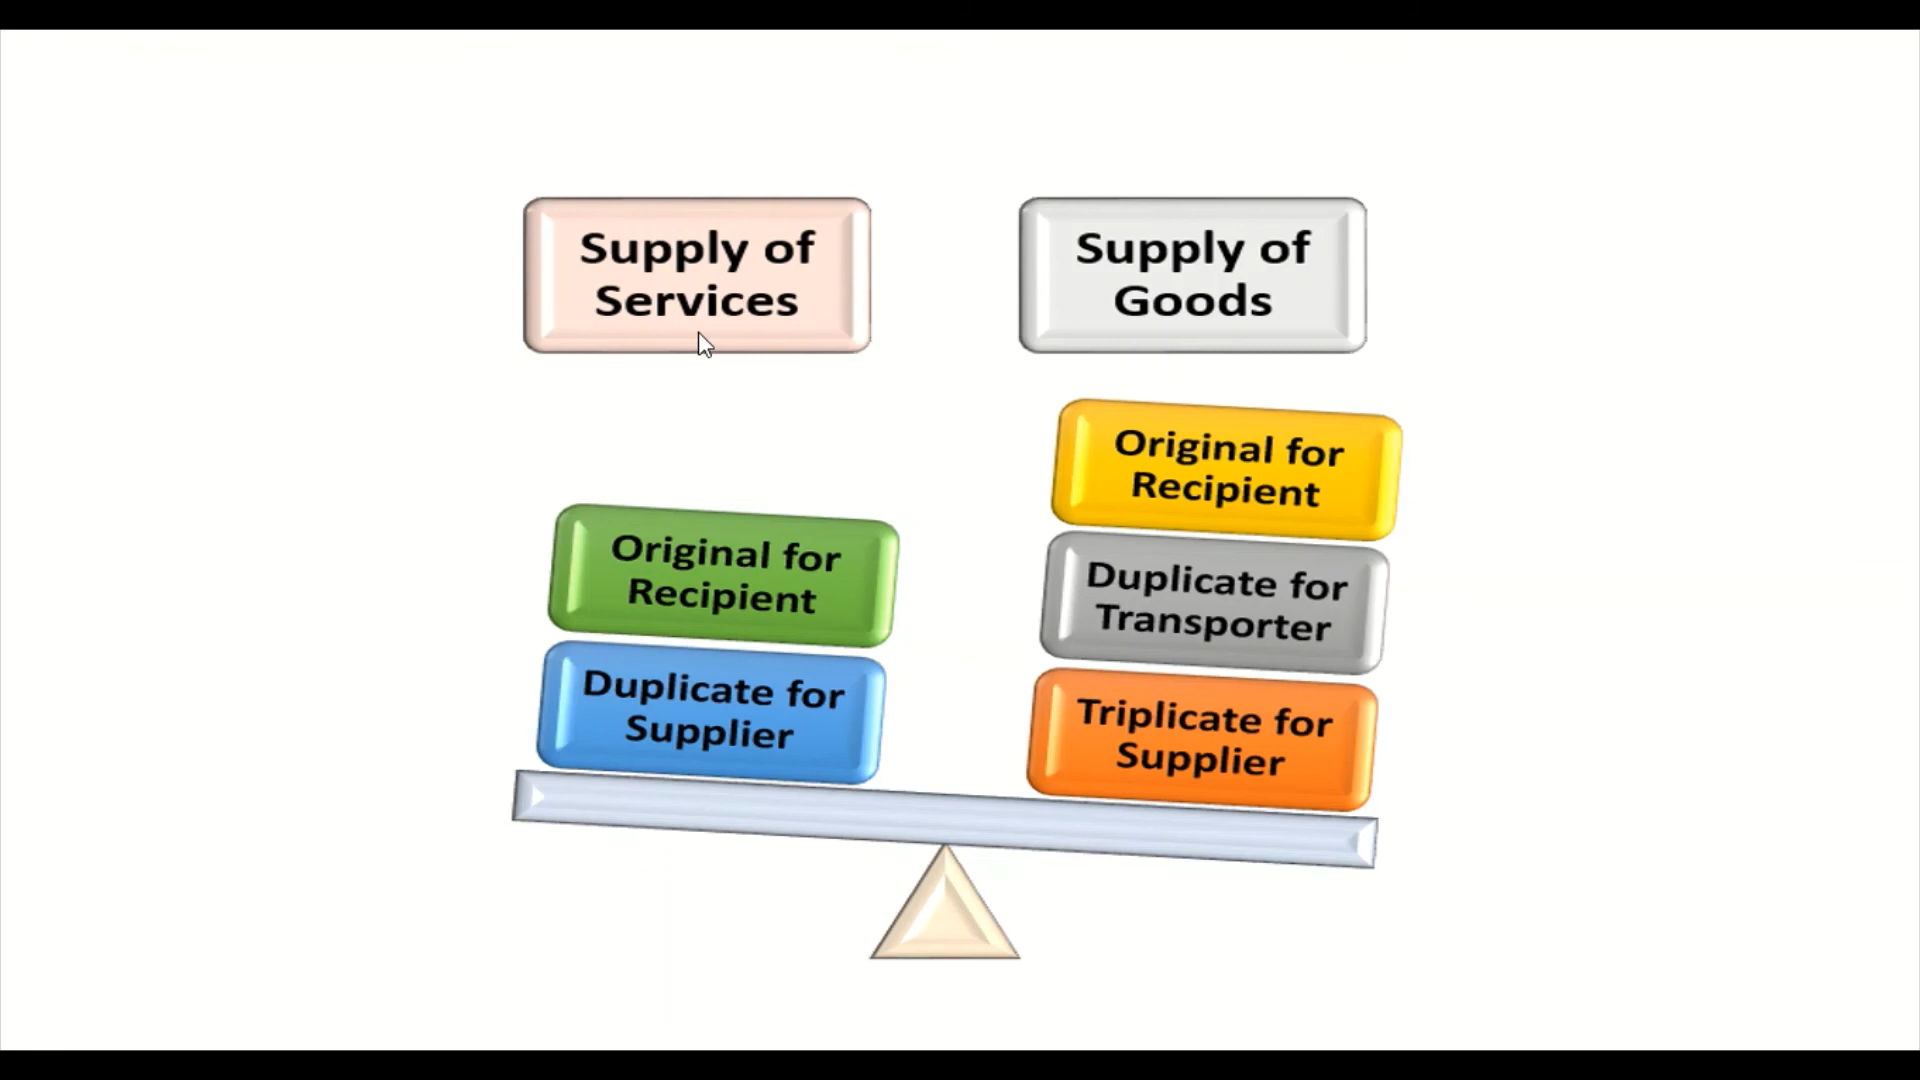 Supply of
Services
Supply of
Goods
Original for
Recipient
Duplicate for
Supplier
Original for
Recipient
Duplicate for
Transporter
Triplicate for
Supplier